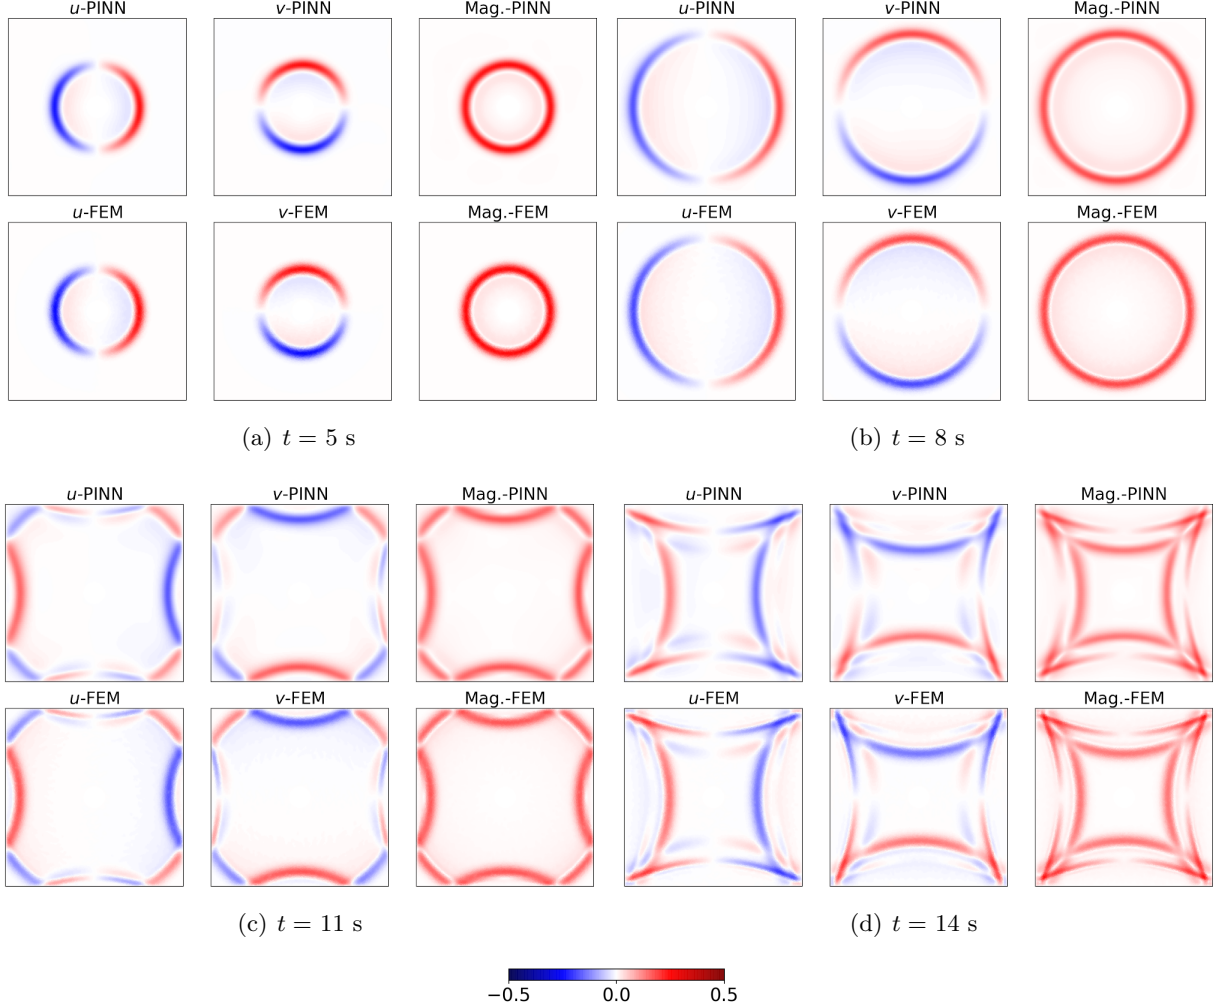 u-PINN v-PINN Mag.-PINN u-PINN v-PINN Mag.-PINN
u-FEM v-FEM Mag.-FEM u-FEM v-FEM Mag.-FEM
(a) t = 5 s (b) t = 8 s
u-PINN v-PINN Mag.-PINN u-PINN v-PINN Mag.-PINN
u-FEM v-FEM Mag.-FEM u-FEM v-FEM Mag.-FEM
(c) t = 11 s (d) t = 14 s
−0.5 0.0 0.5